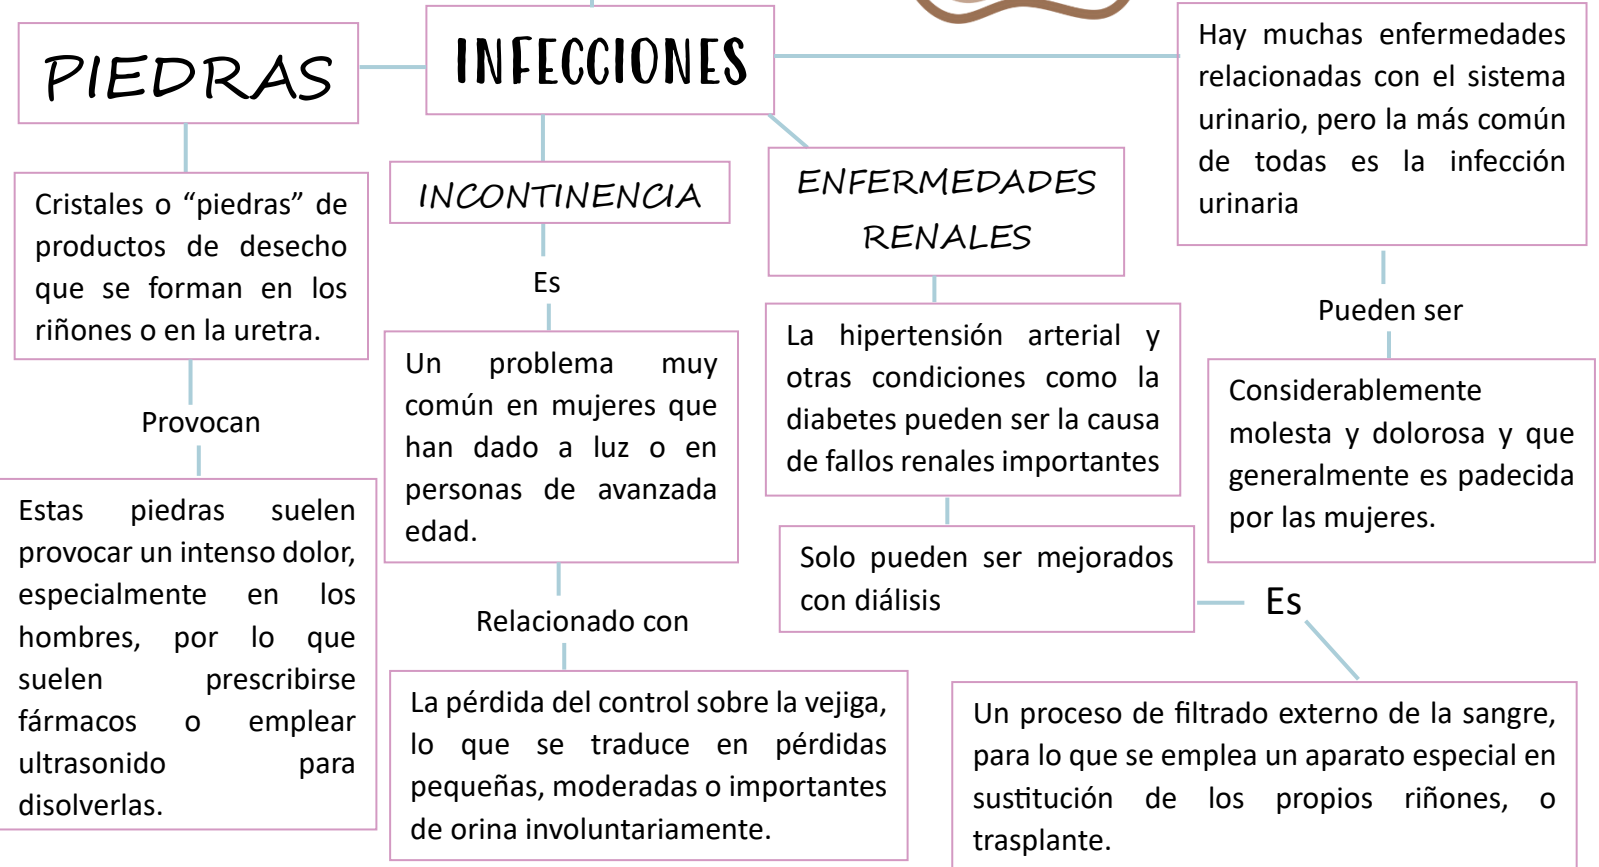 PIEDRAS
Cristales o “piedras” de
productos de desecho
que se forman en los
riñones o en la uretra.
Provocan
Estas piedras suelen
provocar un intenso dolor,
especialmente en los
hombres, por lo que
suelen prescribirse
fármacos o emplear
ultrasonido para
disolverlas.
INFECCIONES
INCONTINENCIA
Es
Un problema muy
común en mujeres que
han dado a luz o en
personas de avanzada
edad.
Relacionado con
La pérdida del control sobre la vejiga,
lo que se traduce en pérdidas
pequeñas, moderadas o importantes
de orina involuntariamente.
ENFERMEDADES
RENALES
La hipertensión arterial y
otras condiciones como la
diabetes pueden ser la causa
de fallos renales importantes
Solo pueden ser mejorados
con diálisis
Es
Un proceso de filtrado externo de la sangre,
para lo que se emplea un aparato especial en
sustitución de los propios riñones, o
trasplante.
Hay muchas enfermedades
relacionadas con el sistema
urinario, pero la más común
de todas es la infección
urinaria
Pueden ser
Considerablemente
molesta y dolorosa y que
generalmente es padecida
por las mujeres.